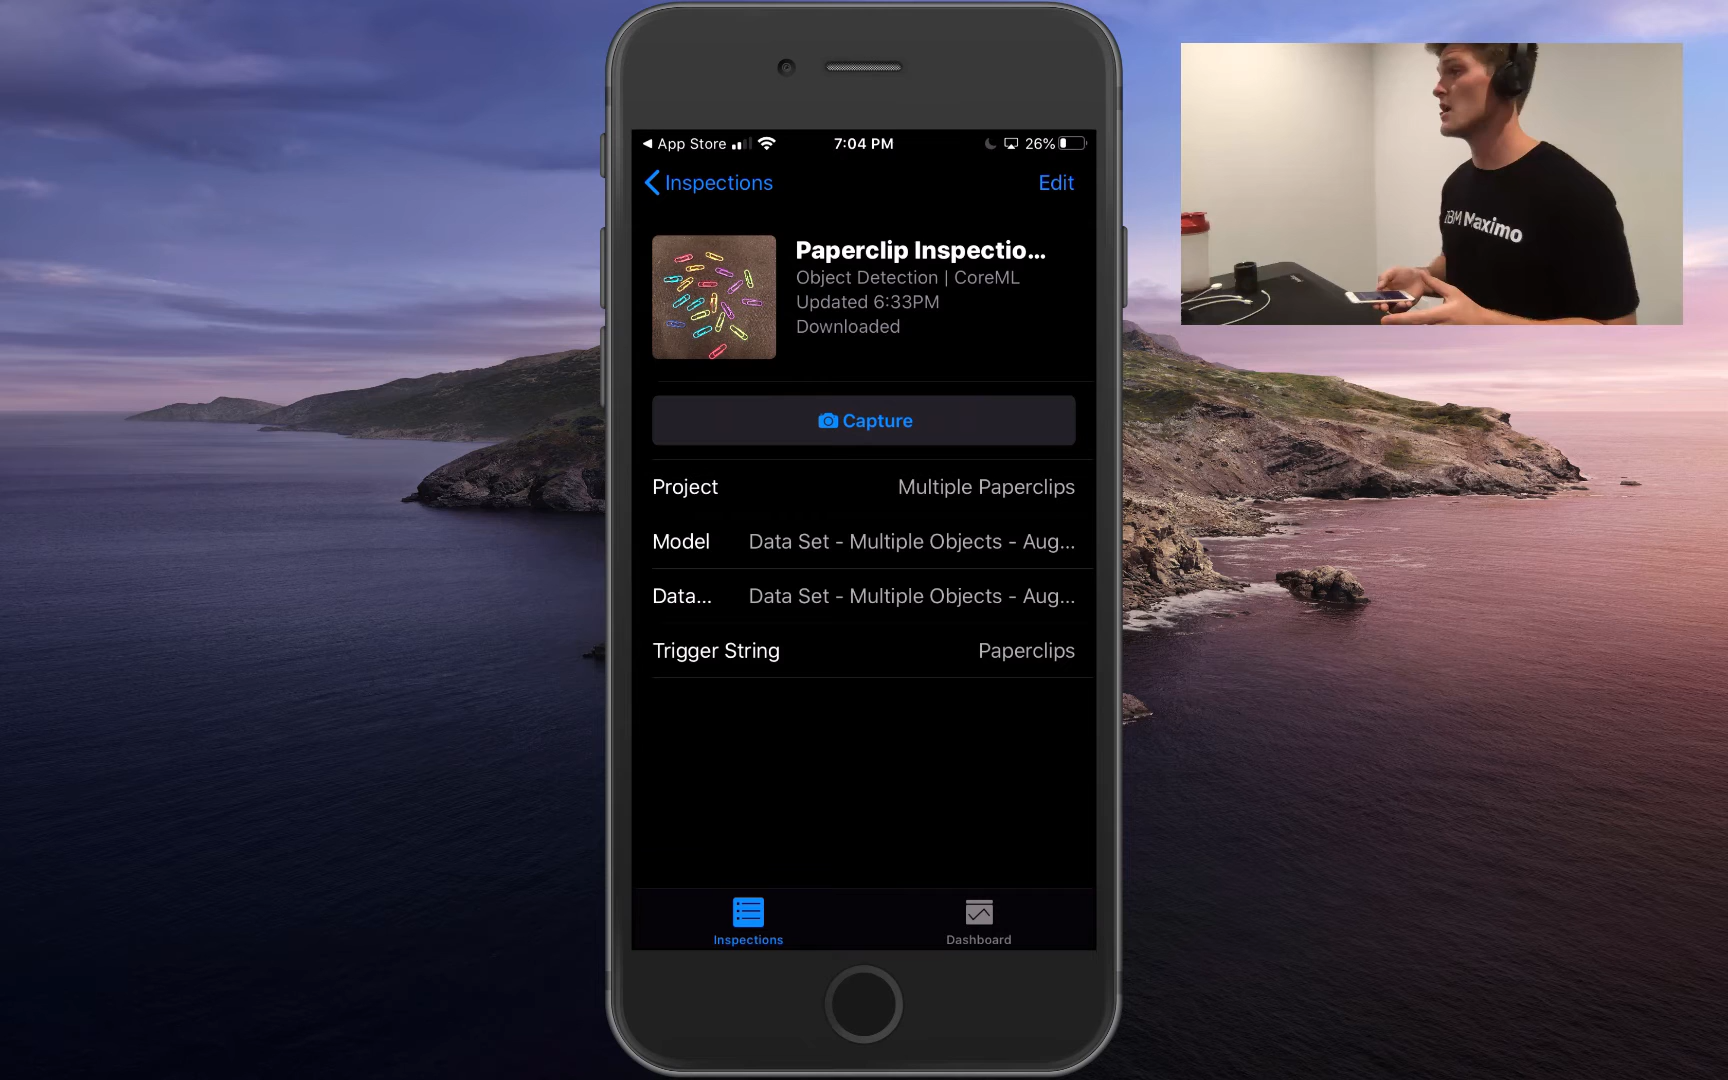 ◀ App Store
7:04 PM
26%
Inspections
Edit
Paperclip Inspectio...
Object Detection | CoreML
Updated 6:33PM
Downloaded
Capture
Project
Multiple Paperclips
Model
Data Set - Multiple Objects - Aug...
Data...
Data Set - Multiple Objects - Aug...
Trigger String
Paperclips
Inspections
Dashboard
IBM Maximo